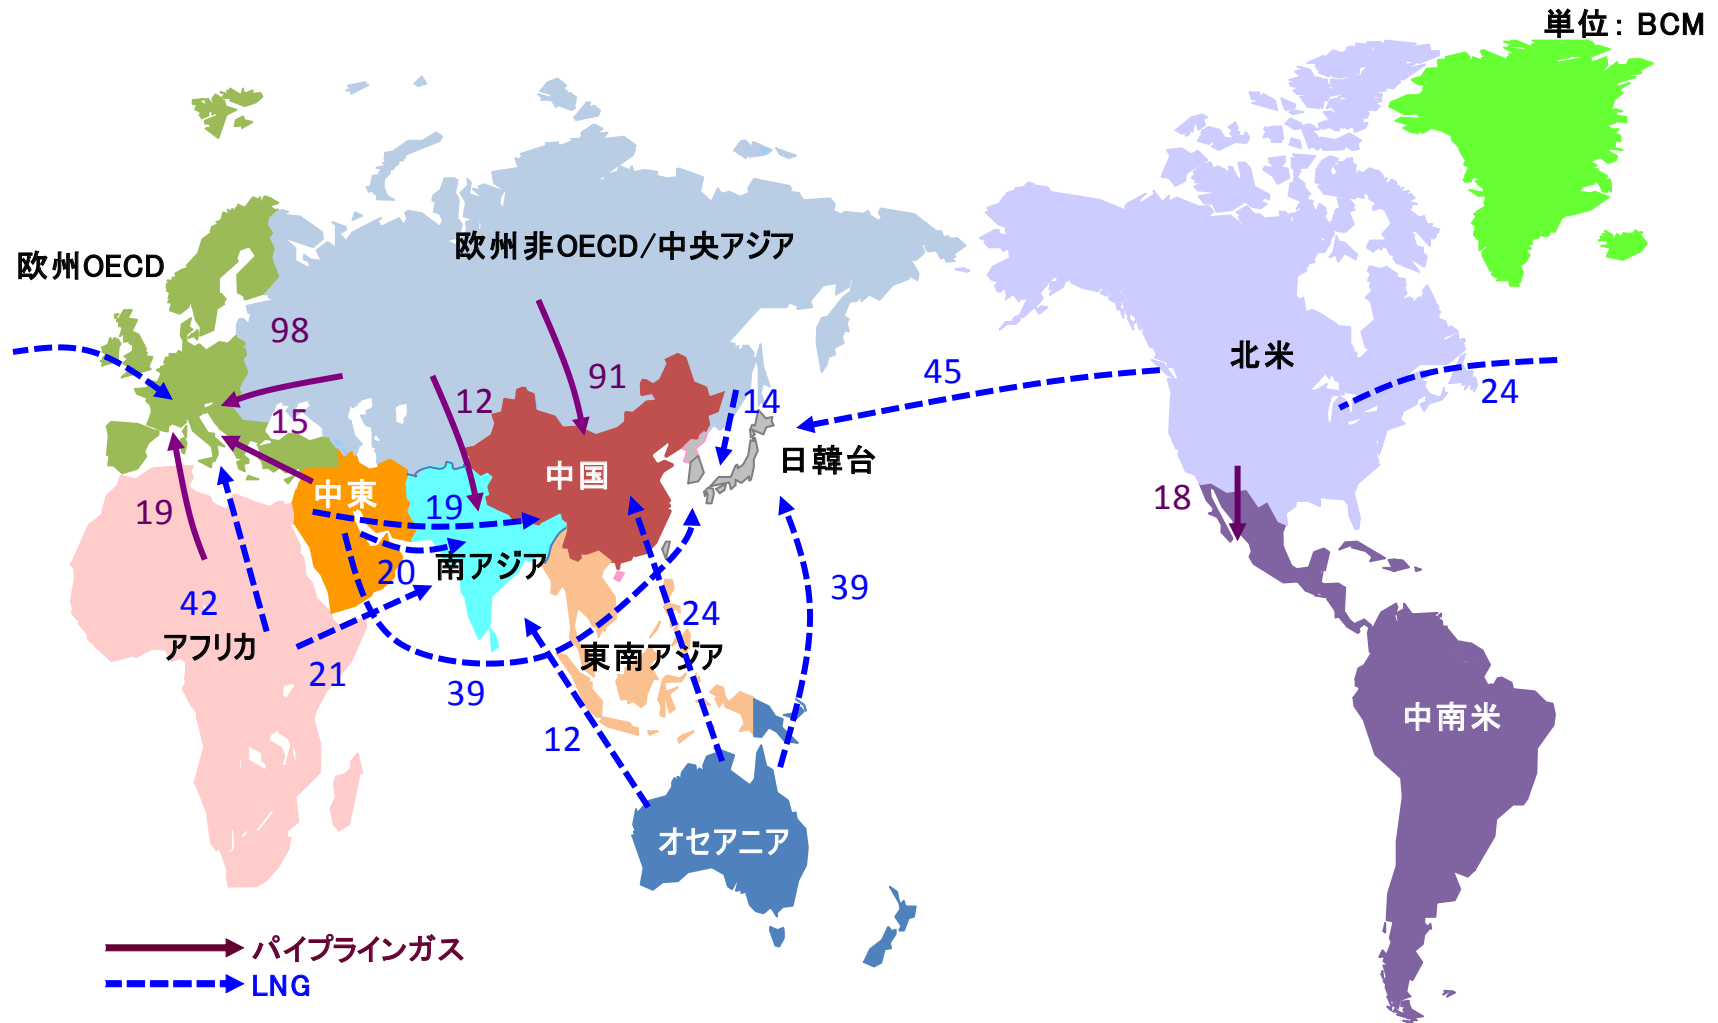 単位: BCM
欧州OECD
欧州非OECD/中央アジア
98
15
12
91
14
45
北米
24
日韓台
中国
中東
19
19
18
20
南アジア
42
アフリカ
21
39
24
39
東南アジア
12
中南米
オセアニア
パイプラインガス
LNG